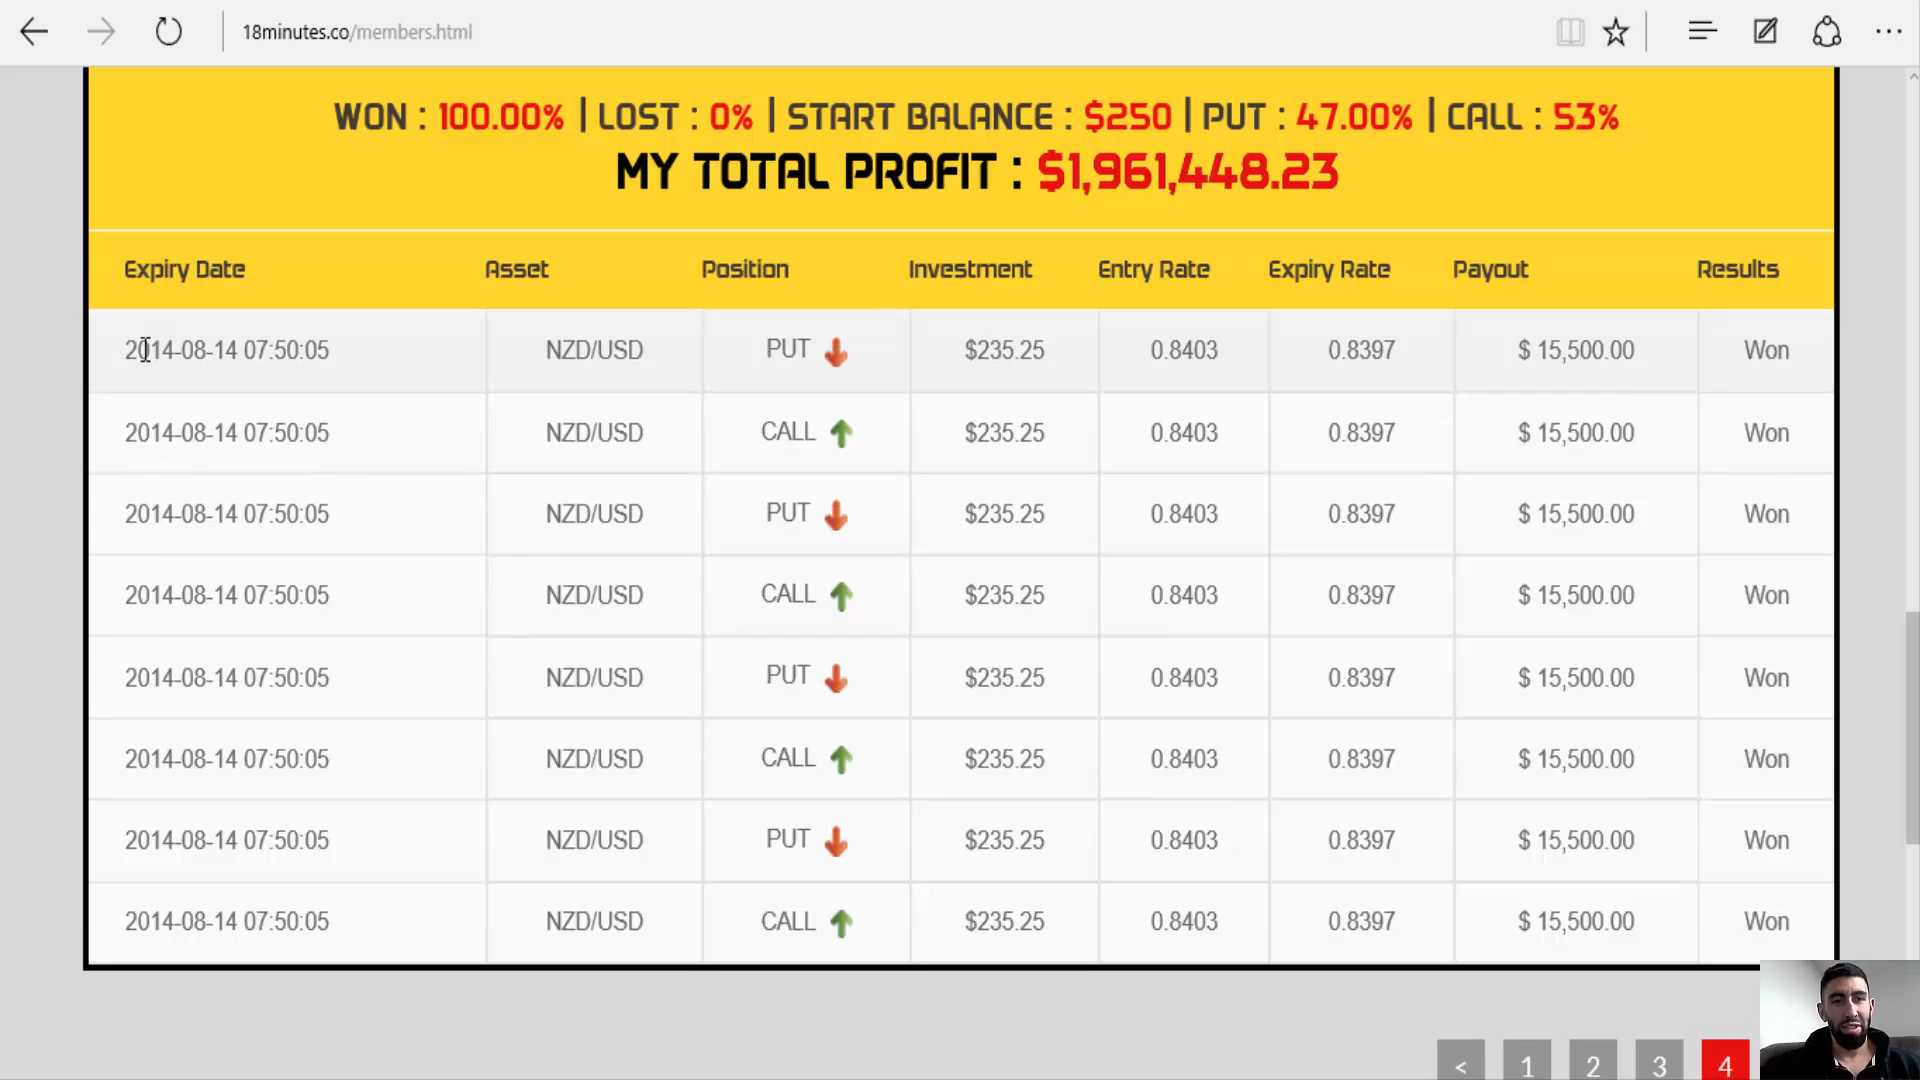 18minutes.co/members.html
WON : 100.00% | LOST : 0% | START BALANCE : $250 | PUT : 47.00% | CALL : 53%
MY TOTAL PROFIT : $1,961,448.23
Expiry Date Asset Position Investment Entry Rate Expiry Rate Payout Results
2014-08-14 07:50:05 NZD/USD PUT $235.25 0.8403 0.8397 $ 15,500.00 Won
2014-08-14 07:50:05 NZD/USD CALL $235.25 0.8403 0.8397 $ 15,500.00 Won
2014-08-14 07:50:05 NZD/USD PUT $235.25 0.8403 0.8397 $ 15,500.00 Won
2014-08-14 07:50:05 NZD/USD CALL $235.25 0.8403 0.8397 $ 15,500.00 Won
2014-08-14 07:50:05 NZD/USD PUT $235.25 0.8403 0.8397 $ 15,500.00 Won
2014-08-14 07:50:05 NZD/USD CALL $235.25 0.8403 0.8397 $ 15,500.00 Won
2014-08-14 07:50:05 NZD/USD PUT $235.25 0.8403 0.8397 $ 15,500.00 Won
2014-08-14 07:50:05 NZD/USD CALL $235.25 0.8403 0.8397 $ 15,500.00 Won
< 1 2 3 4